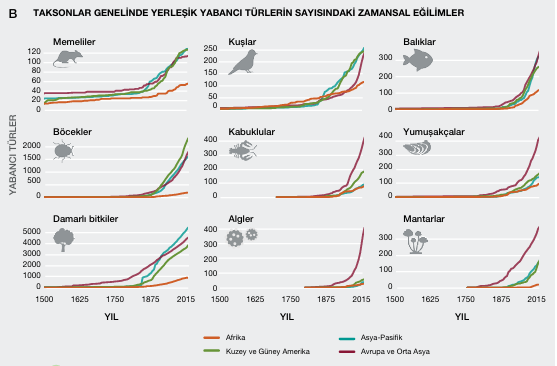 B TAKSONLAR GENELİNDE YERLEŞİK YABANCI TÜRLERİN SAYISINDAKİ ZAMANSAL EĞİLİMLER
YABANCI TÜRLER
Memeliler
120
100
80
60
40
20
0
Kuşlar
250
200
150
100
50
0
Balıklar
300
200
100
0
Böcekler
2000
1500
1000
500
0
Kabuklular
400
300
200
100
0
Yumuşakçalar
400
300
200
100
0
Damarlı bitkiler
5000
4000
3000
2000
1000
0
Algler
400
300
200
100
0
Mantarlar
300
200
100
0
1500 1625 1750 1875 2015
1500 1625 1750 1875 2015
1500 1625 1750 1875 2015
YIL YIL YIL
Afrika Asya-Pasifik
Kuzey ve Güney Amerika Avrupa ve Orta Asya